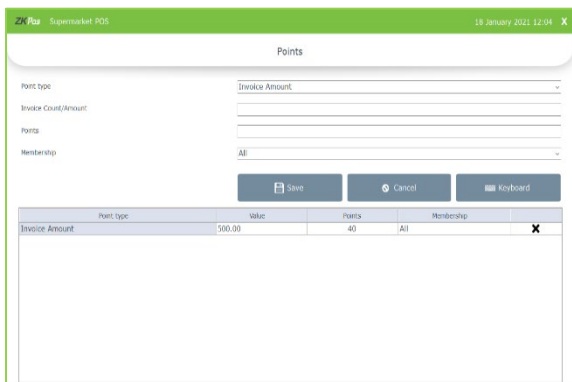 ZKPos Supermarket POS 18 January 2021 12:04 X
Points
Point type Invoice Amount
Invoice Count/Amount
Points
Membership All
Save Cancel Keyboard
Point type Value Points Membership
Invoice Amount 500.00 40 All X